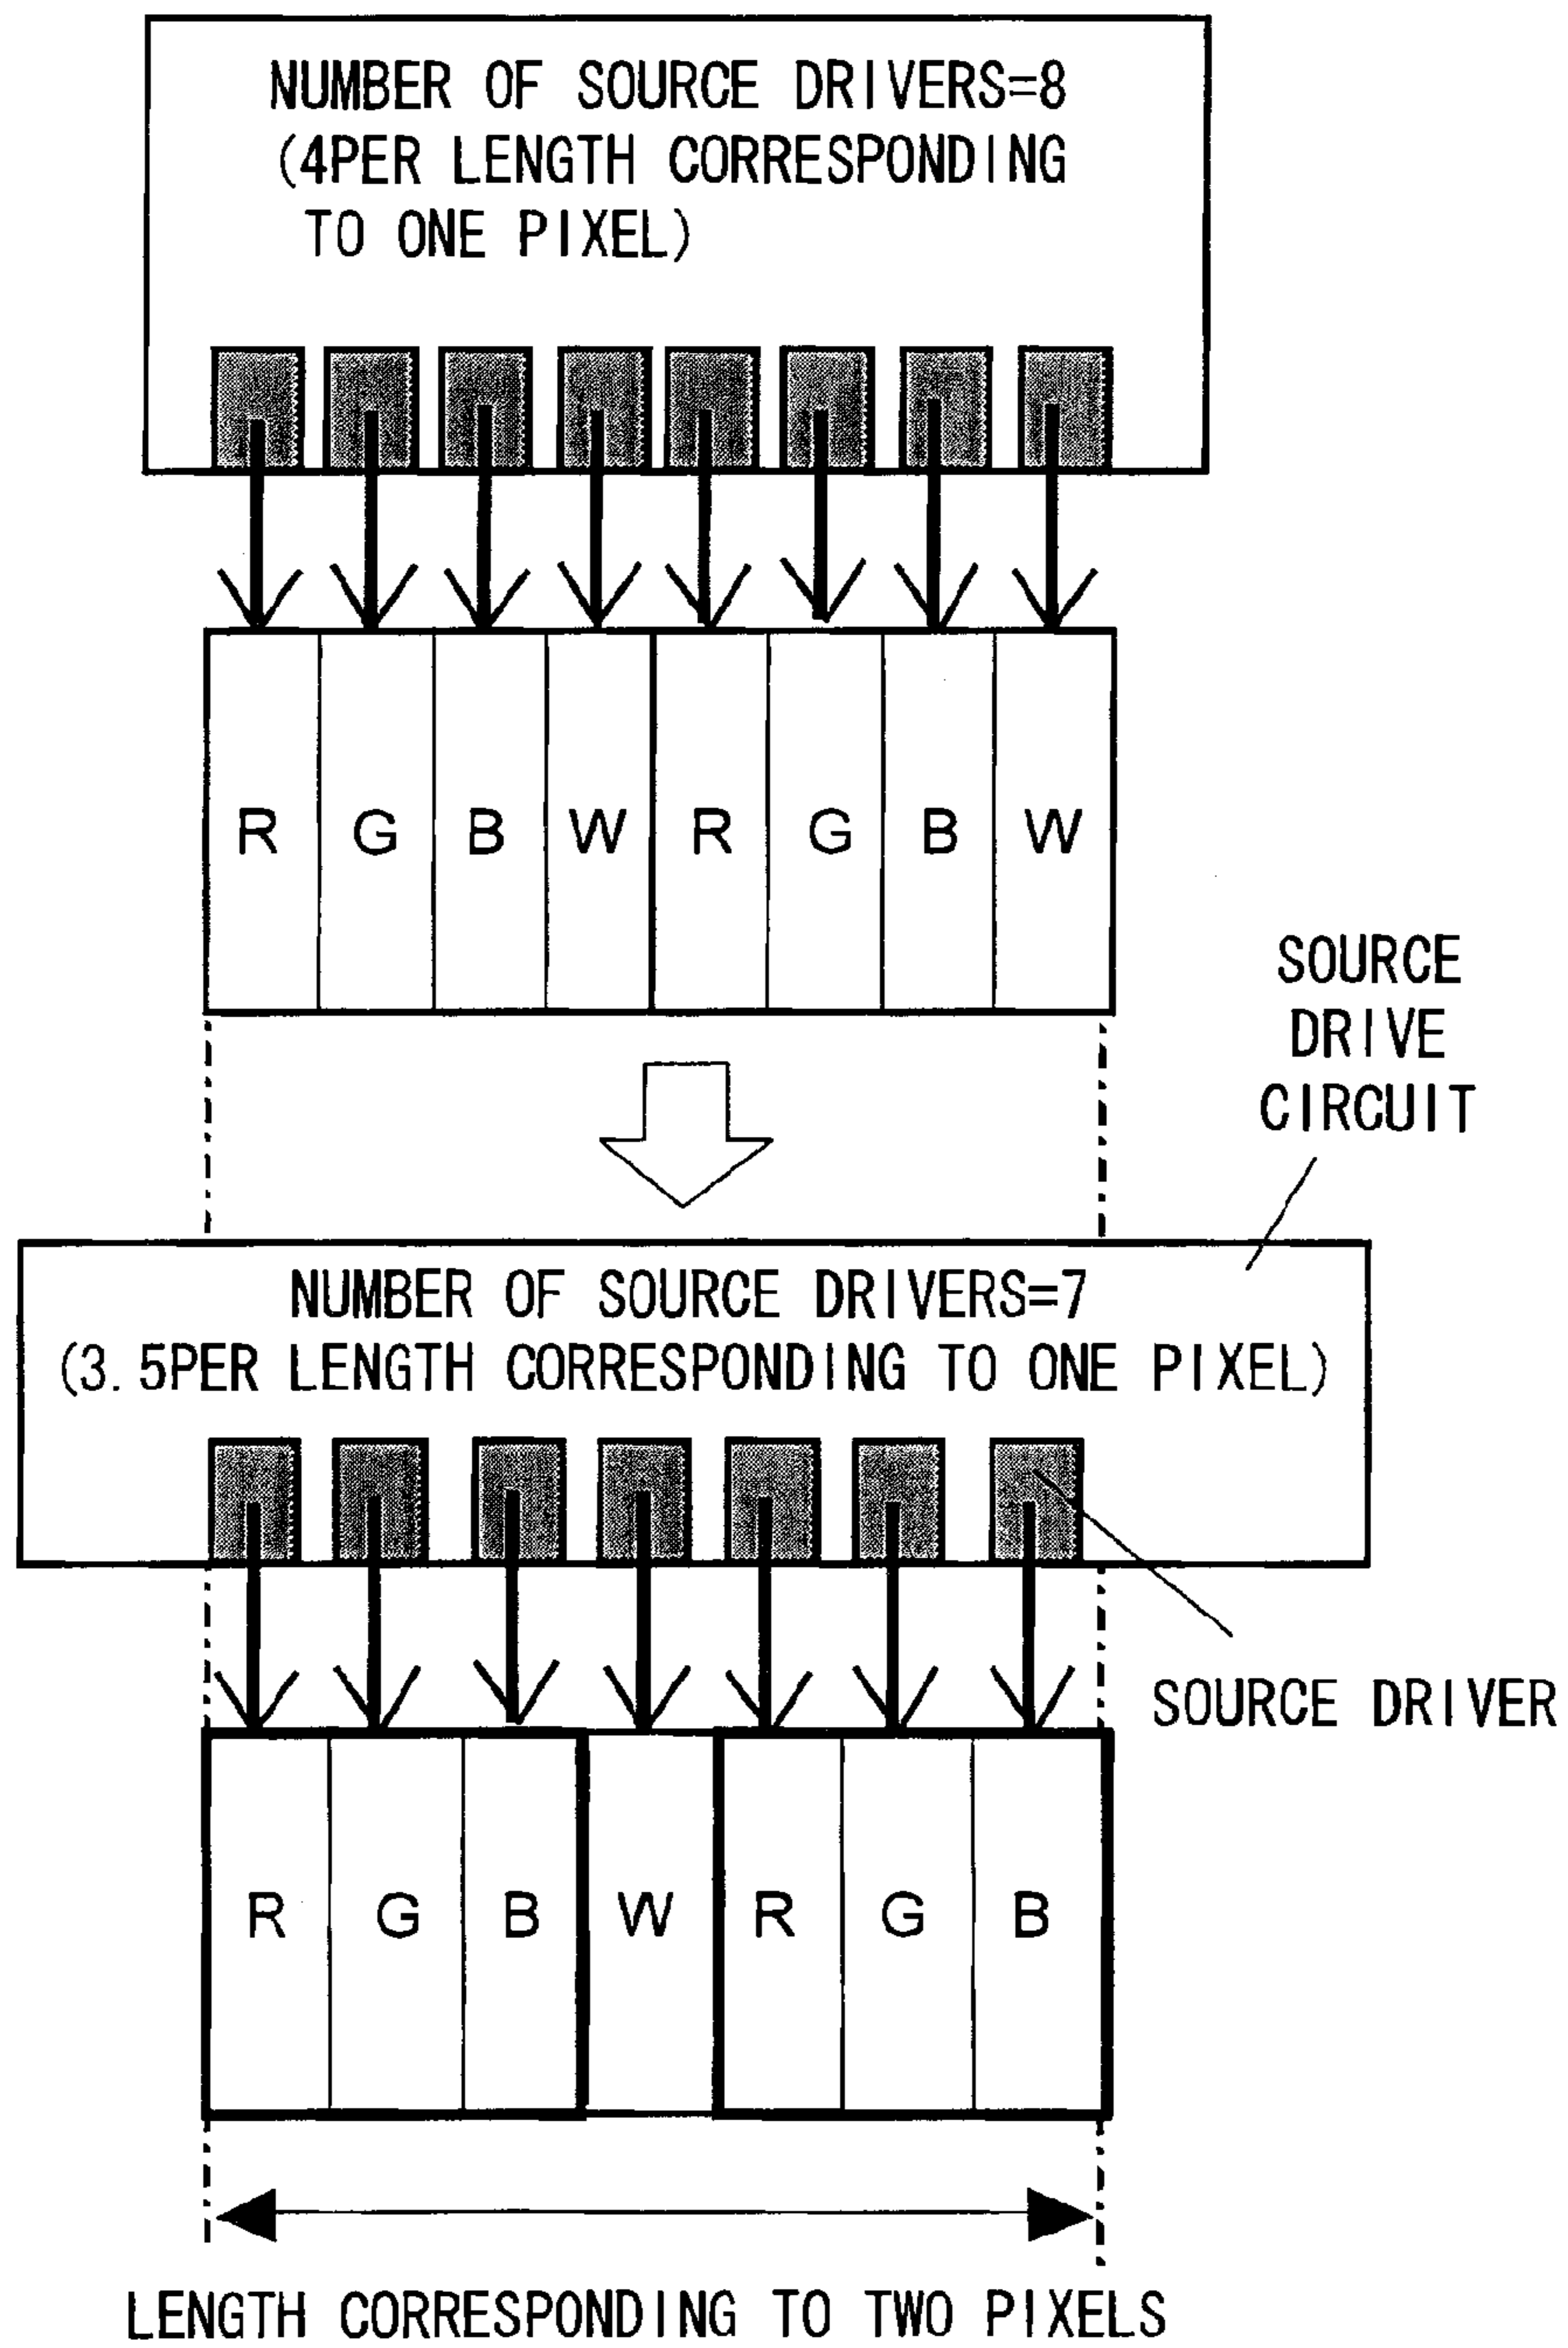 NUMBER OF SOURCE DRIVERS=8
(4PER LENGTH CORRESPONDING
TO ONE PIXEL)
R G B W R G B W
SOURCE
DRIVE
CIRCUIT
NUMBER OF SOURCE DRIVERS=7
(3.5PER LENGTH CORRESPONDING TO ONE PIXEL)
SOURCE DRIVER
R G B W R G B
LENGTH CORRESPONDING TO TWO PIXELS